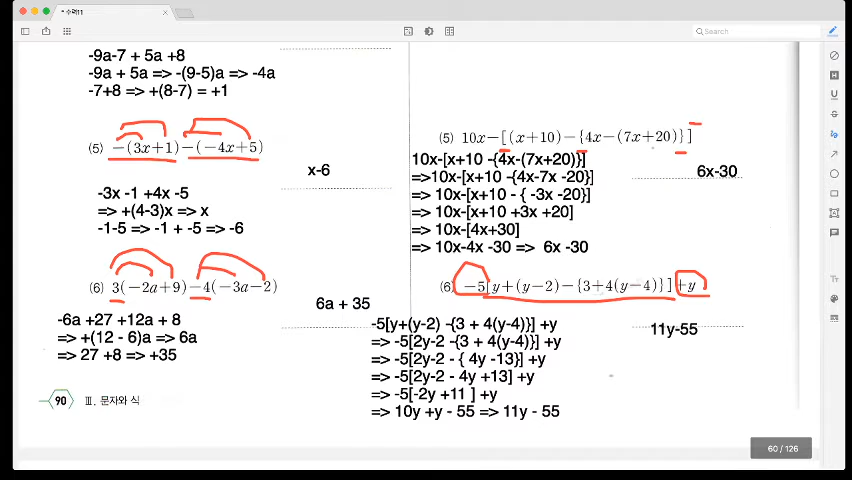 수력11
Search
-9a-7 + 5a +8
-9a + 5a => -(9-5)a => -4a
-7+8 => +(8-7) = +1
(5) -(3x+1)-(-4x+5)
x-6
-3x -1 +4x -5
=> +(4-3)x => x
-1-5 => -1 + -5 => -6
(6) 3(-2a+9)-4(-3a-2)
6a + 35
-6a +27 +12a + 8
=> +(12 - 6)a => 6a
=> 27 +8 => +35
90 Ⅲ. 문자와 식
(5) 10x-[(x+10)-{4x-(7x+20)}]
10x-[x+10 -{4x-(7x+20)}]
=>10x-[x+10 -{4x-7x -20}]
6x-30
=> 10x-[x+10 - { -3x -20}]
=> 10x-[x+10 +3x +20]
=> 10x-[4x+30]
=> 10x-4x -30 => 6x -30
(6) -5[y+(y-2)-{3+4(y-4)}]+y
-5[y+(y-2) -{3 + 4(y-4)}] +y
11y-55
=> -5[2y-2 -{3 + 4(y-4)}] +y
=> -5[2y-2 - { 4y -13}] +y
=> -5[2y-2 - 4y +13] +y
=> -5[-2y +11 ] +y
=> 10y +y - 55 => 11y - 55
60 / 126